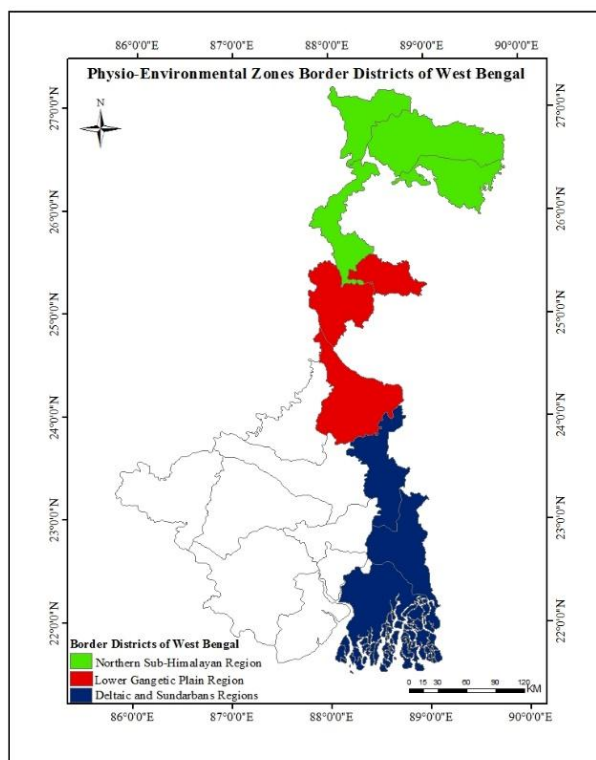 86°0'0"E 87°0'0"E 88°0'0"E 89°0'0"E 90°0'0"E
Physio-Environmental Zones Border Districts of West Bengal
N
27°0'0"N 27°0'0"N
26°0'0"N 26°0'0"N
25°0'0"N 25°0'0"N
24°0'0"N 24°0'0"N
23°0'0"N 23°0'0"N
22°0'0"N 22°0'0"N
Border Districts of West Bengal
Northern Sub-Himalayan Region
Lower Gangetic Plain Region
Deltaic and Sundarbans Regions
0 15 30 60 90 120
KM
86°0'0"E 87°0'0"E 88°0'0"E 89°0'0"E 90°0'0"E